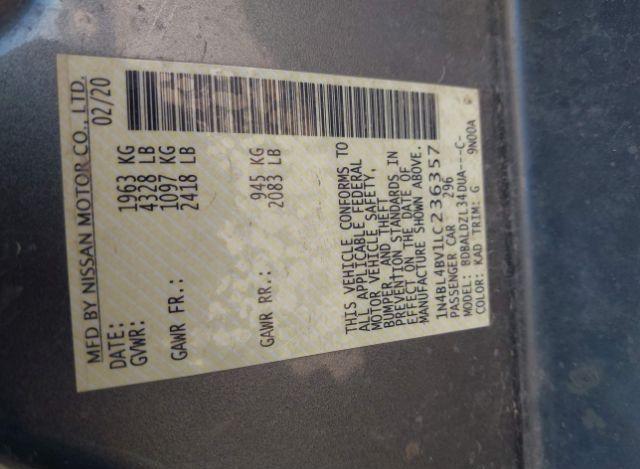 MFD BY NISSAN MOTOR CO., LTD.
DATE: 02/20
GVWR: 1963 KG
4328 LB
GAWR FR.: 1097 KG
2418 LB
GAWR RR.: 945 KG
2083 LB
THIS VEHICLE CONFORMS TO
ALL APPLICABLE FEDERAL
MOTOR VEHICLE SAFETY,
BUMPER, AND THEFT
PREVENTION STANDARDS IN
EFFECT ON THE DATE OF
MANUFACTURE SHOWN ABOVE.
1N4BL4BV1LC236357
PASSENGER CAR 296
MODEL: BDBALDZL34DUA---C-
COLOR: KAD TRIM: G 9N00A